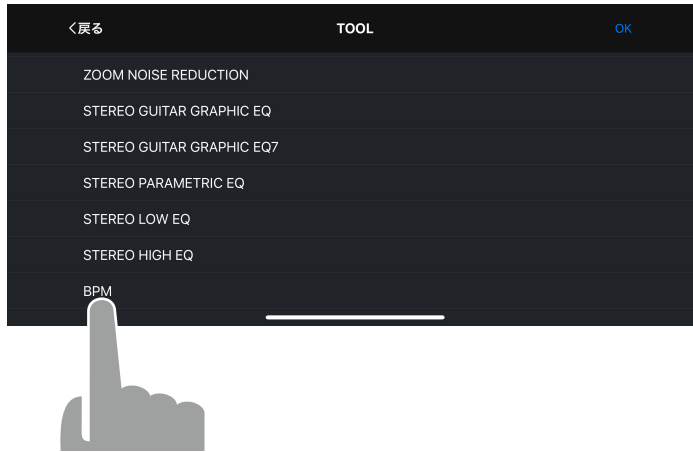 く戻る
TOOL
OK
ZOOM NOISE REDUCTION
STEREO GUITAR GRAPHIC EQ
STEREO GUITAR GRAPHIC EQ7
STEREO PARAMETRIC EQ
STEREO LOW EQ
STEREO HIGH EQ
BPM